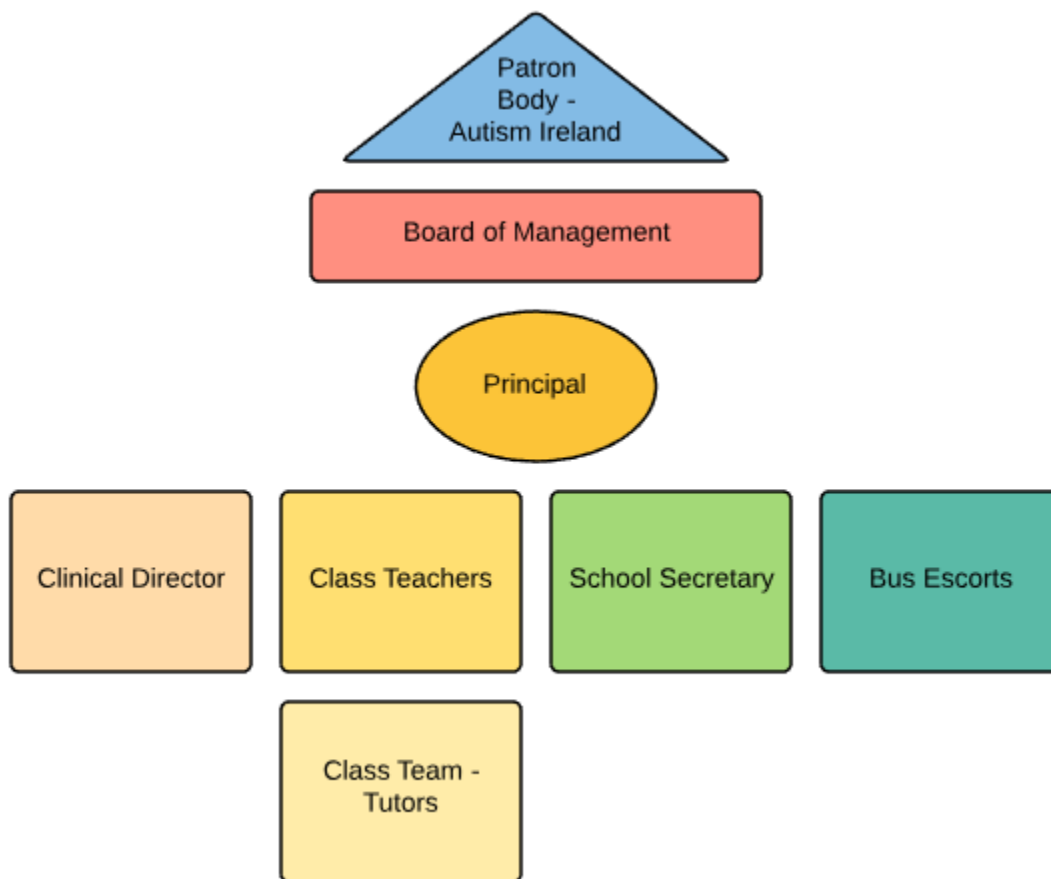 Patron
Body -
Autism Ireland
Board of Management
Principal
Clinical Director
Class Teachers
School Secretary
Bus Escorts
Class Team -
Tutors